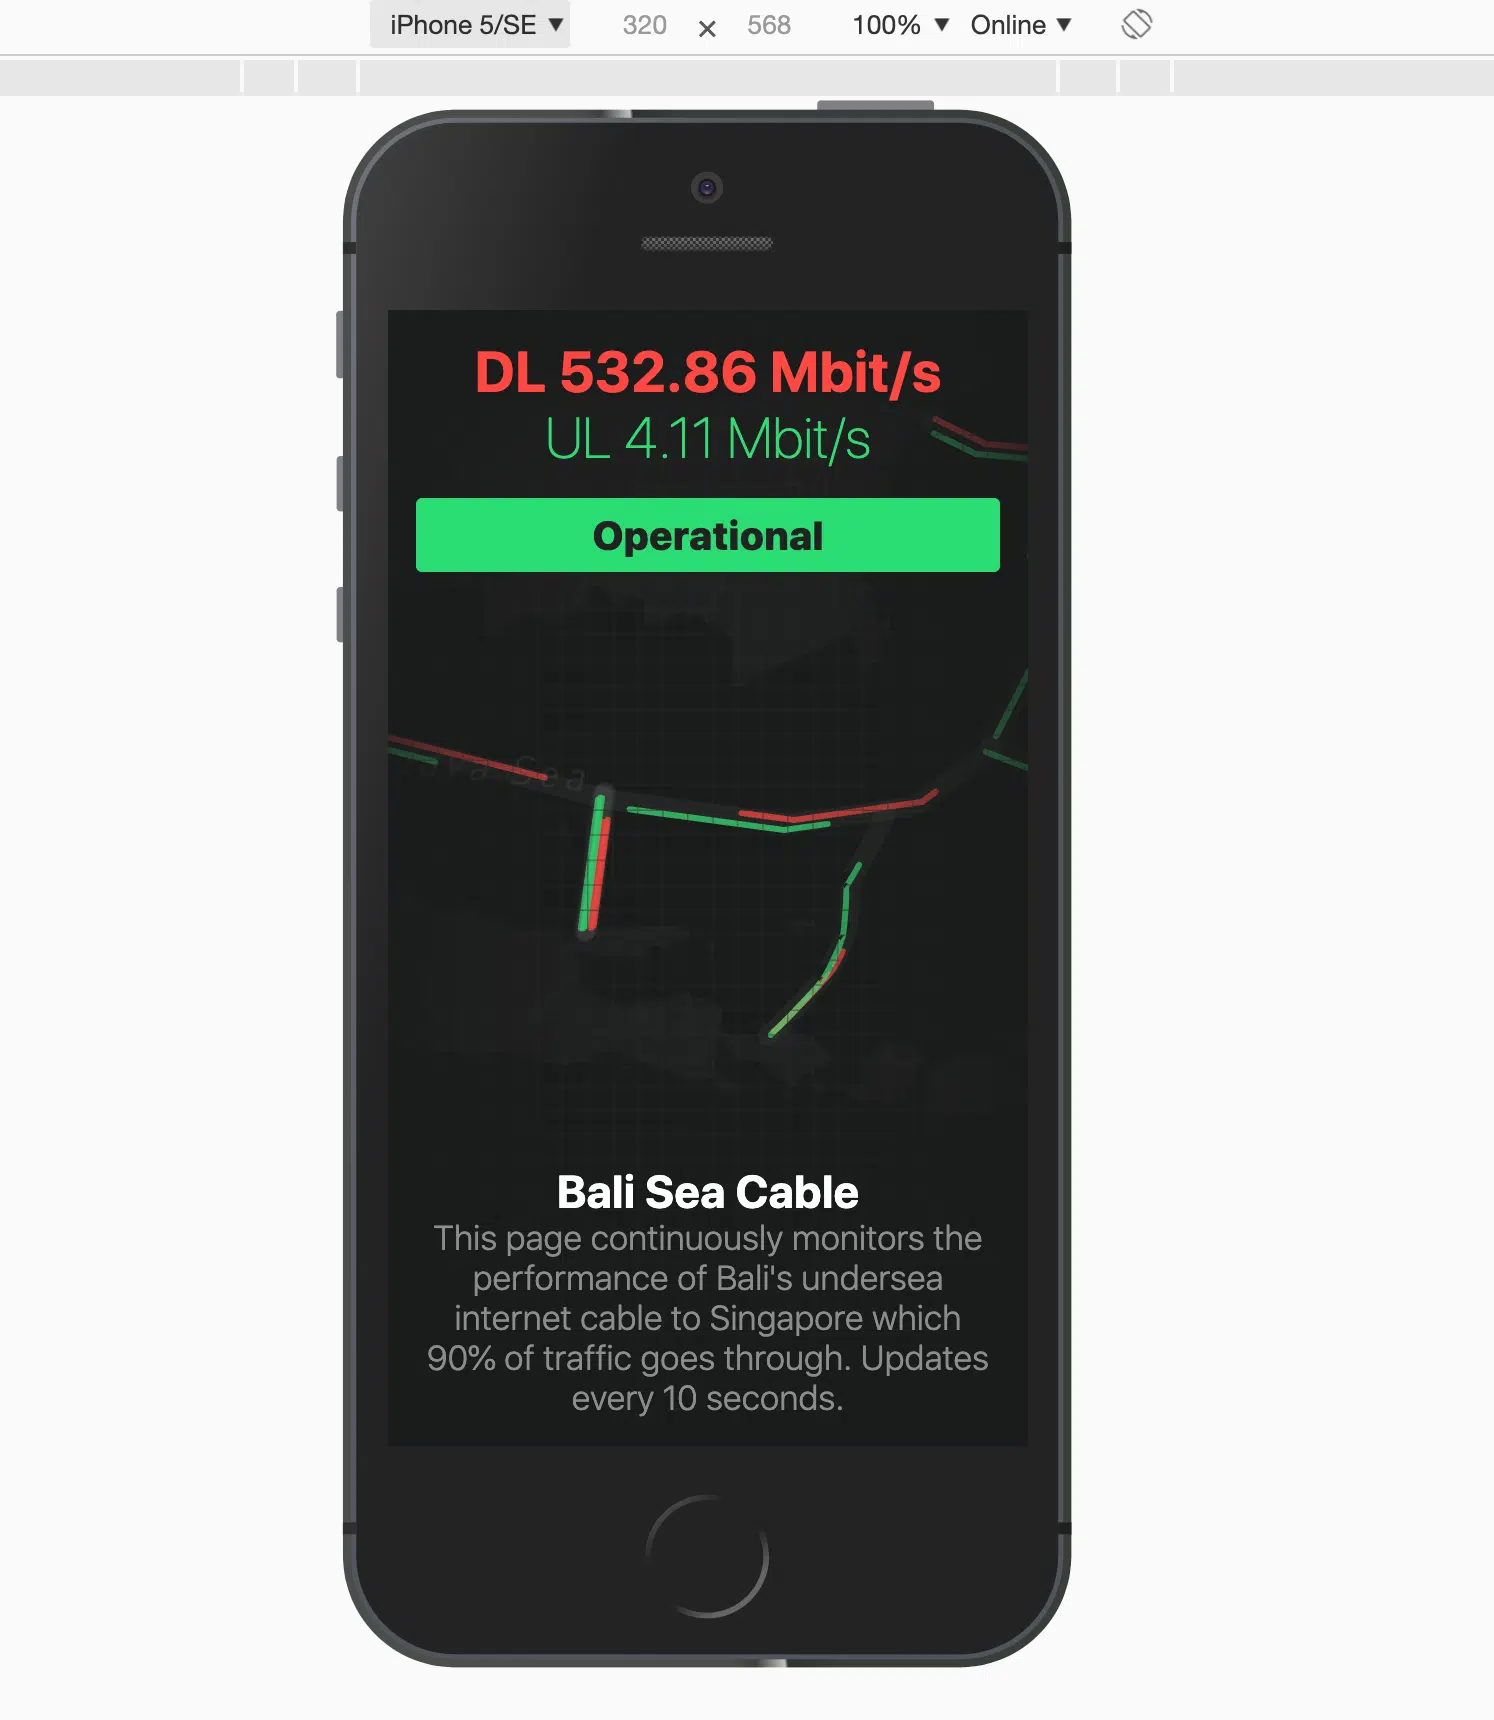 iPhone 5/SE ▼ 320 × 568 100% ▼ Online ▼
DL 532.86 Mbit/s
UL 4.11 Mbit/s
Operational
Sea
Bali Sea Cable
This page continuously monitors the
performance of Bali's undersea
internet cable to Singapore which
90% of traffic goes through. Updates
every 10 seconds.